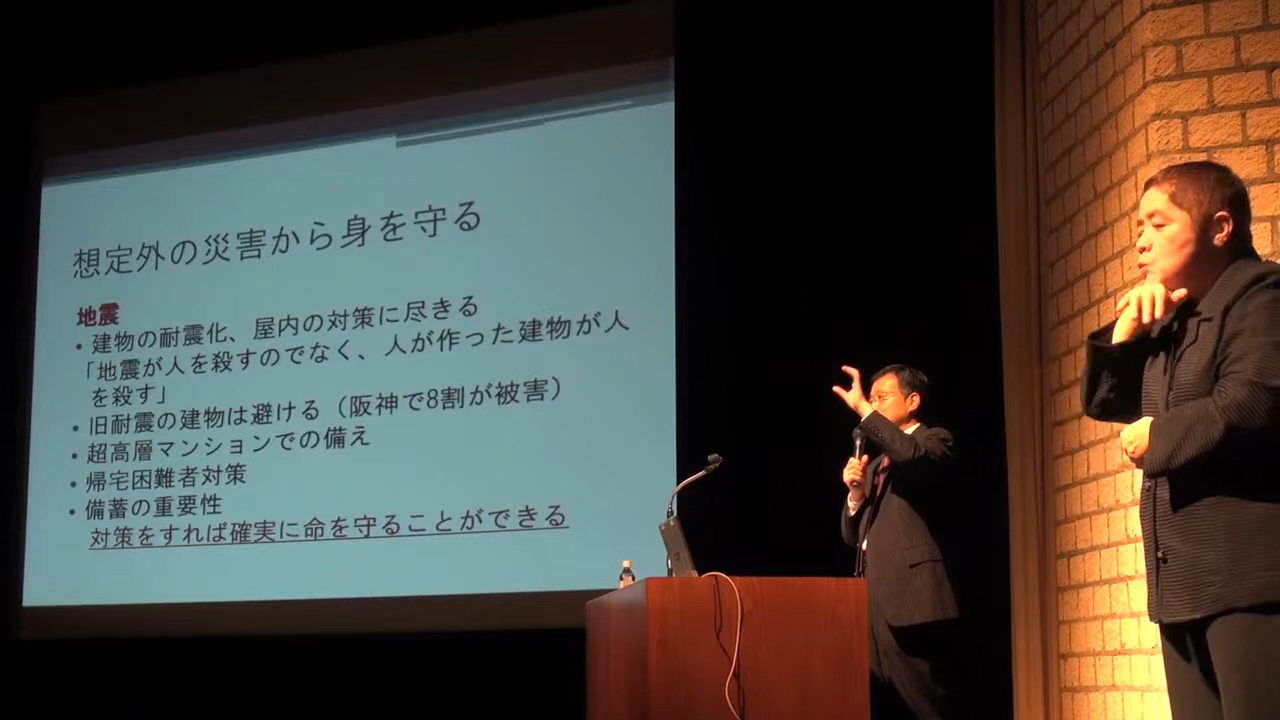 想定外の災害から身を守る
地震
・建物の耐震化、屋内の対策に尽きる
「地震が人を殺すのでなく、人が作った建物が人
を殺す」
・旧耐震の建物は避ける（阪神で8割が被害）
・超高層マンションでの備え
・帰宅困難者対策
・備蓄の重要性
対策をすれば確実に命を守ることができる